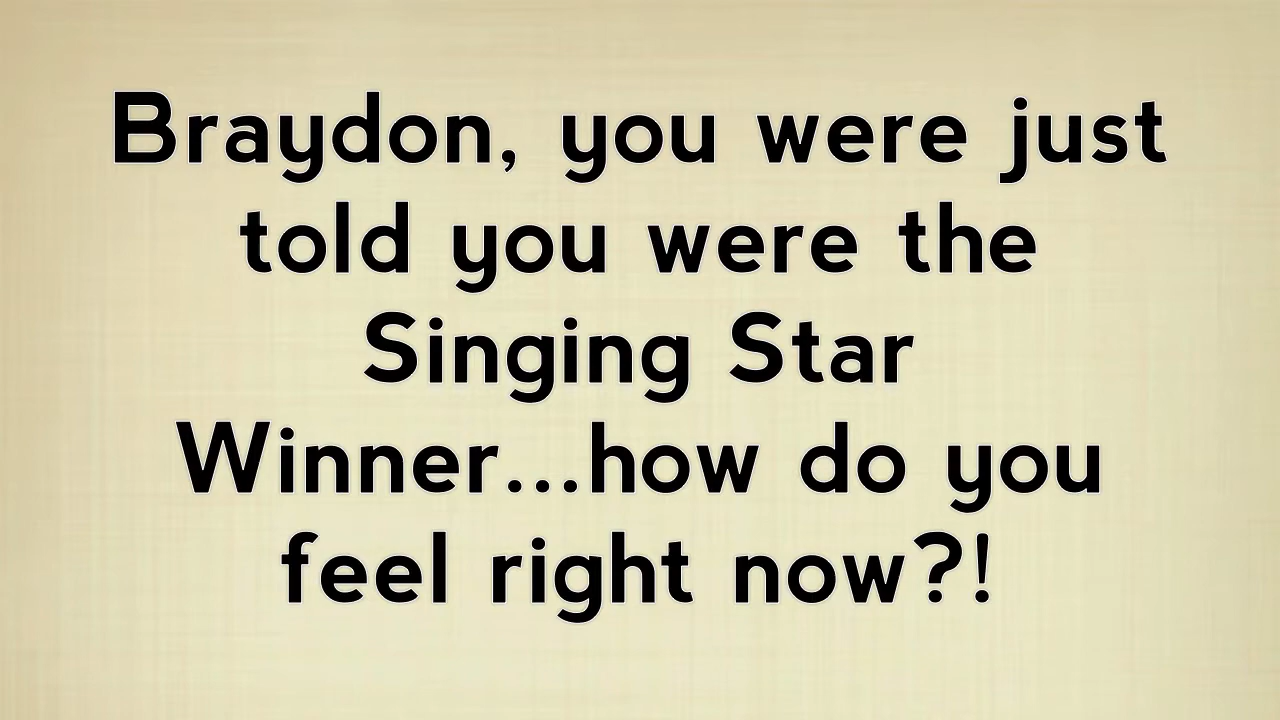 Braydon, you were just
told you were the
Singing Star
Winner...how do you
feel right now?!